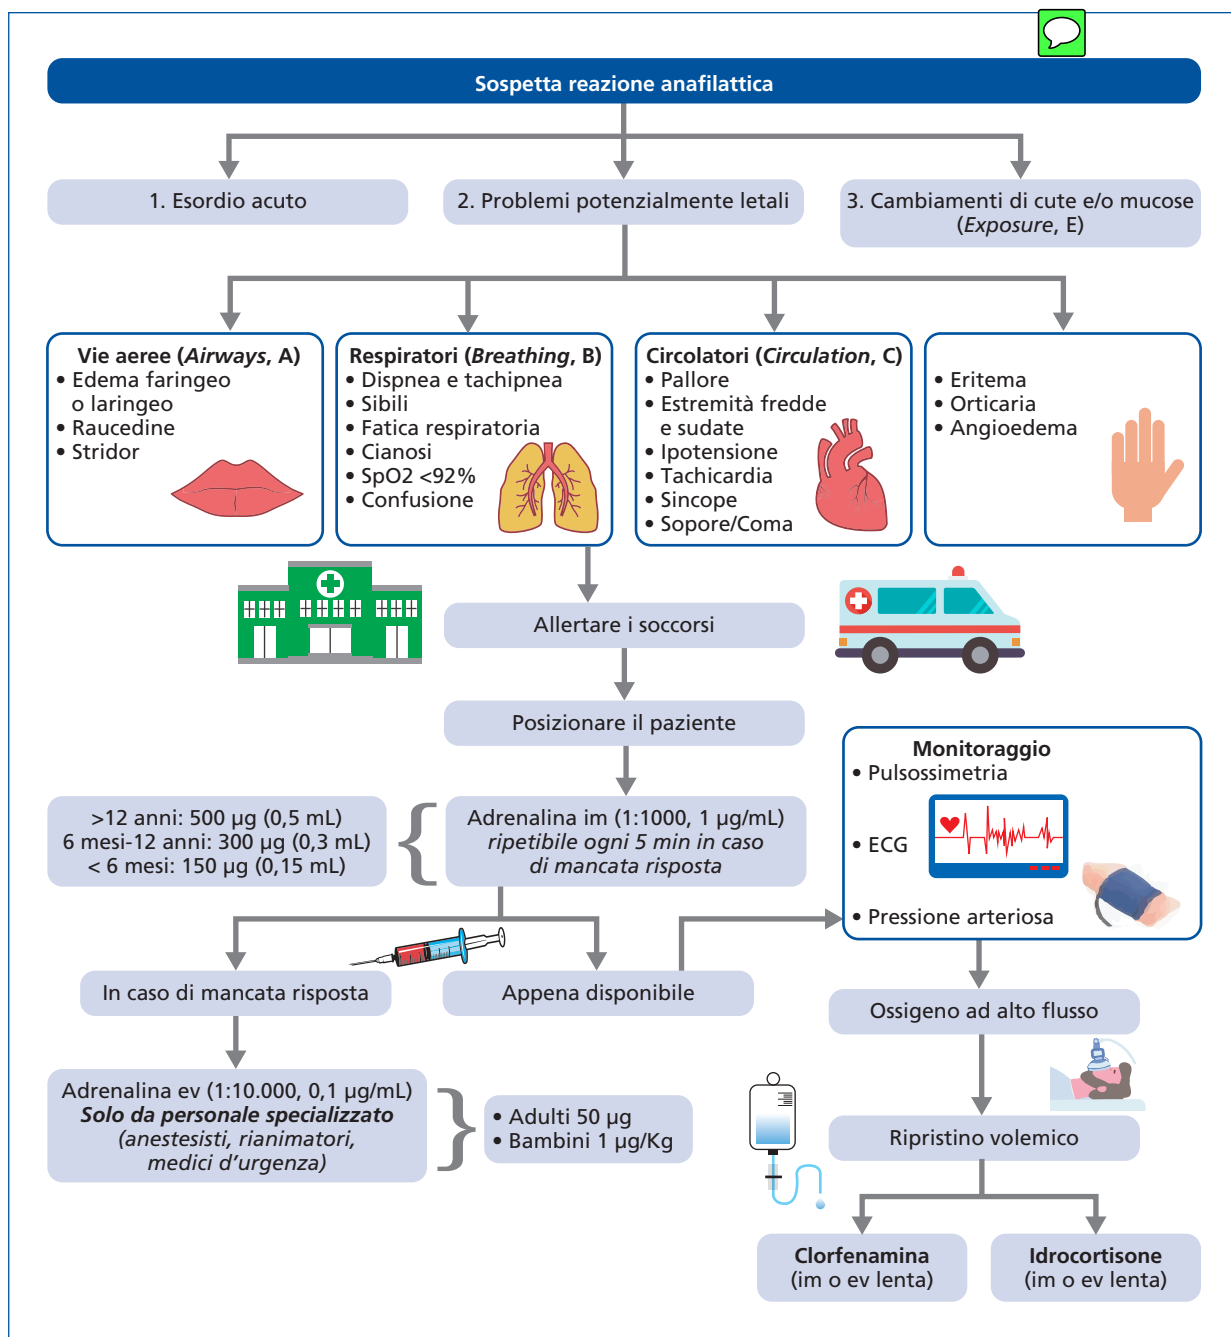 Sospetta reazione anafilattica
1. Esordio acuto
2. Problemi potenzialmente letali
3. Cambiamenti di cute e/o mucose
(Exposure, E)
Vie aeree (Airways, A)
• Edema faringeo
o laringeo
• Raucedine
• Stridor
Respiratori (Breathing, B)
• Dispnea e tachipnea
• Sibili
• Fatica respiratoria
• Cianosi
• SpO2 <92%
• Confusione
Circolatori (Circulation, C)
• Pallore
• Estremità fredde
e sudate
• Ipotensione
• Tachicardia
• Sincope
• Sopore/Coma
• Eritema
• Orticaria
• Angioedema
Allertare i soccorsi
Posizionare il paziente
>12 anni: 500 µg (0,5 mL)
6 mesi-12 anni: 300 µg (0,3 mL)
< 6 mesi: 150 µg (0,15 mL)
Adrenalina im (1:1000, 1 µg/mL)
ripetibile ogni 5 min in caso
di mancata risposta
Monitoraggio
• Pulsossimetria
• ECG
• Pressione arteriosa
In caso di mancata risposta
Appena disponibile
Ossigeno ad alto flusso
Adrenalina ev (1:10.000, 0,1 µg/mL)
Solo da personale specializzato
(anestesisti, rianimatori,
medici d’urgenza)
• Adulti 50 µg
• Bambini 1 µg/Kg
Ripristino volemico
Clorfenamina
(im o ev lenta)
Idrocortisone
(im o ev lenta)